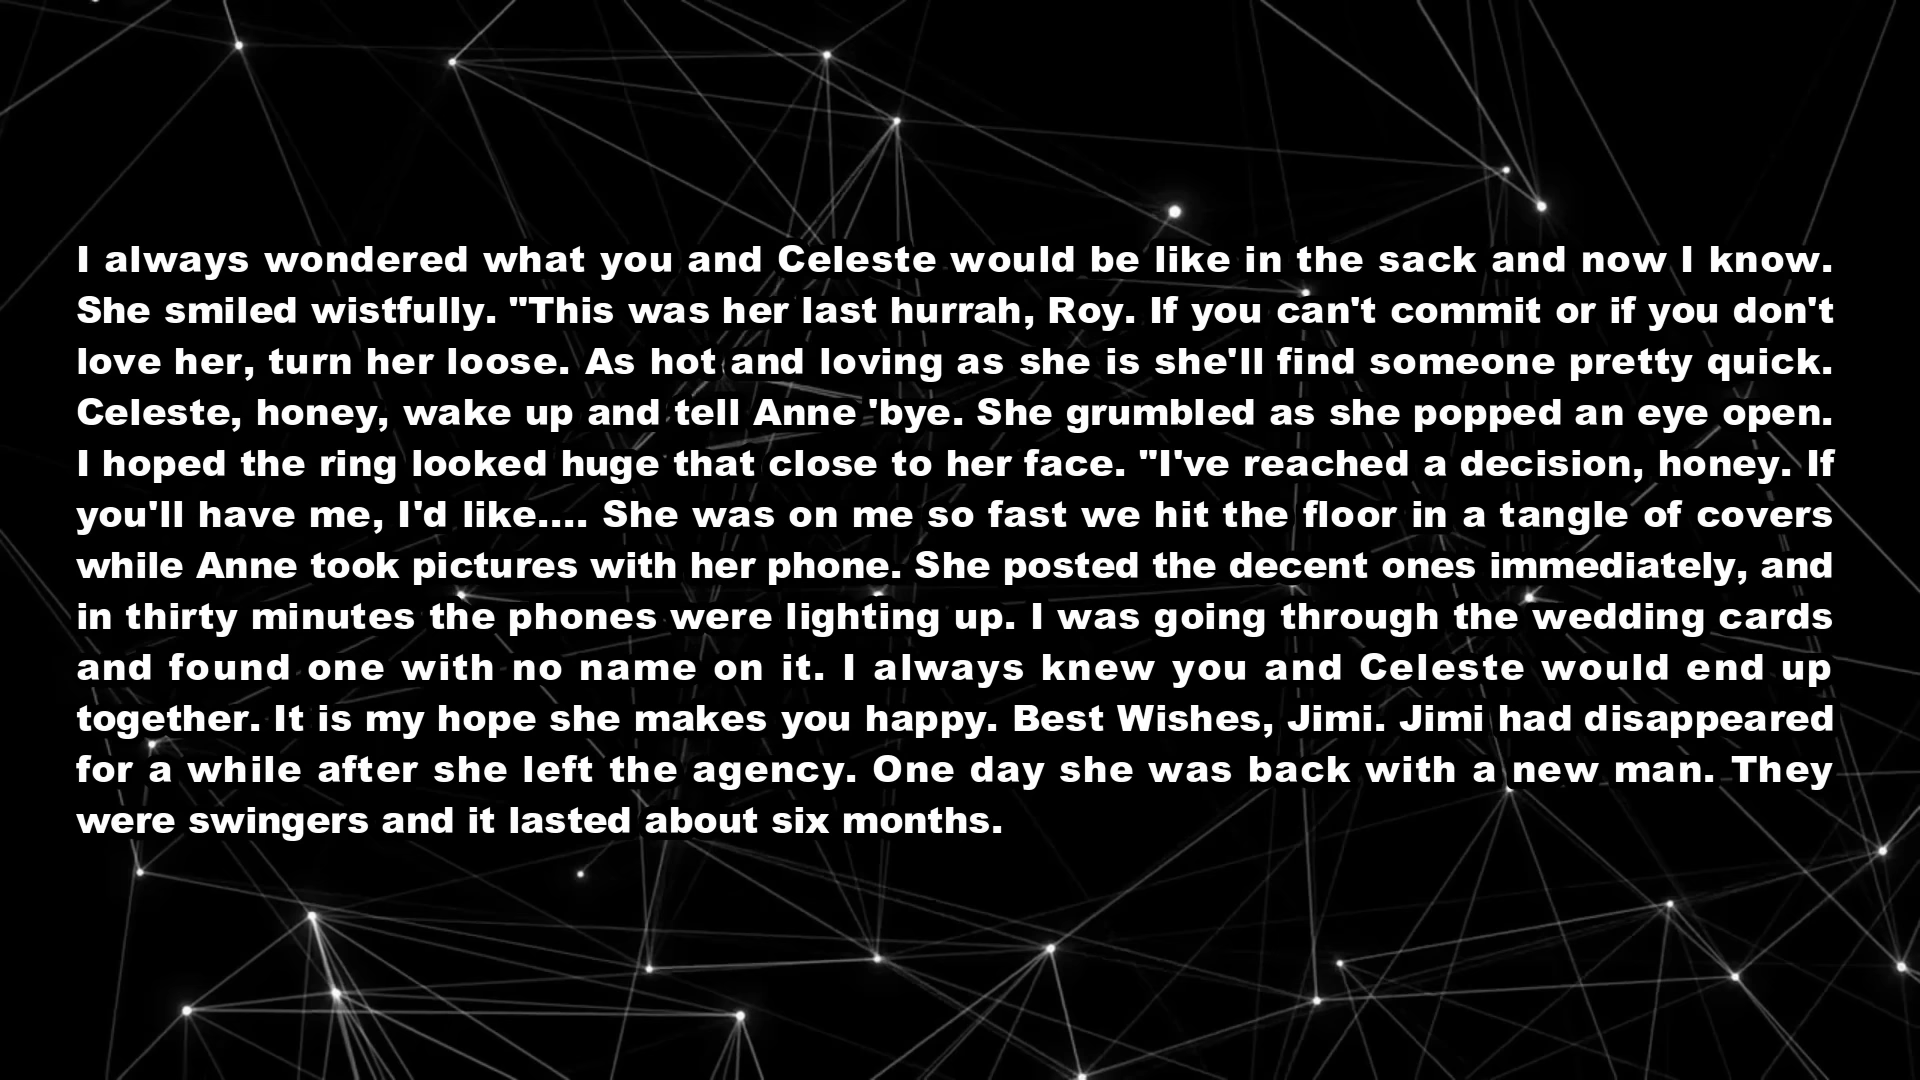 I always wondered what you and Celeste would be like in the sack and now I know.
She smiled wistfully. "This was her last hurrah, Roy. If you can't commit or if you don't
love her, turn her loose. As hot and loving as she is she'll find someone pretty quick.
Celeste, honey, wake up and tell Anne 'bye. She grumbled as she popped an eye open.
I hoped the ring looked huge that close to her face. "I've reached a decision, honey. If
you'll have me, I'd like.... She was on me so fast we hit the floor in a tangle of covers
while Anne took pictures with her phone. She posted the decent ones immediately, and
in thirty minutes the phones were lighting up. I was going through the wedding cards
and found one with no name on it. I always knew you and Celeste would end up
together. It is my hope she makes you happy. Best Wishes, Jimi. Jimi had disappeared
for a while after she left the agency. One day she was back with a new man. They
were swingers and it lasted about six months.